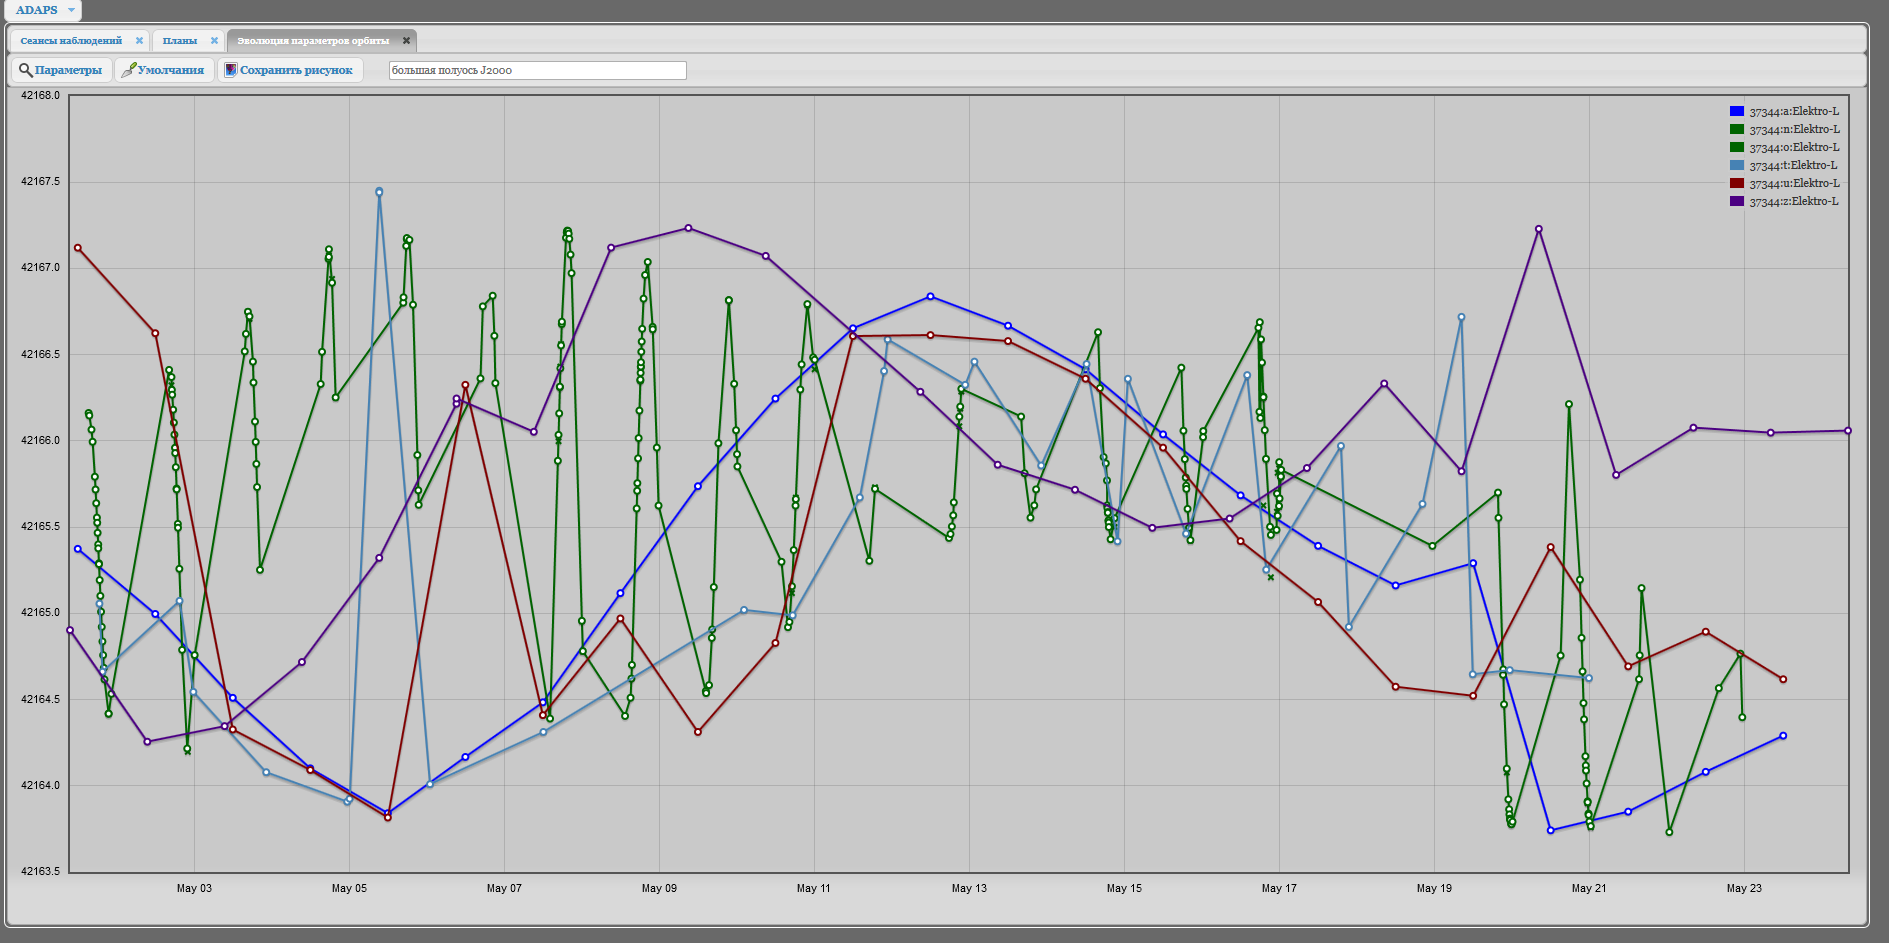 ADAPS
Сеансы наблюдений
Планы
Эволюция параметров орбиты
Параметры
Умолчания
Сохранить рисунок
большая полуось J2000
42168.0
42167.5
42167.0
42166.5
42166.0
42165.5
42165.0
42164.5
42164.0
42163.5
37344:a:Elektro-L
37344:n:Elektro-L
37344:o:Elektro-L
37344:t:Elektro-L
37344:u:Elektro-L
37344:z:Elektro-L
May 03 May 05 May 07 May 09 May 11 May 13 May 15 May 17 May 19 May 21 May 23